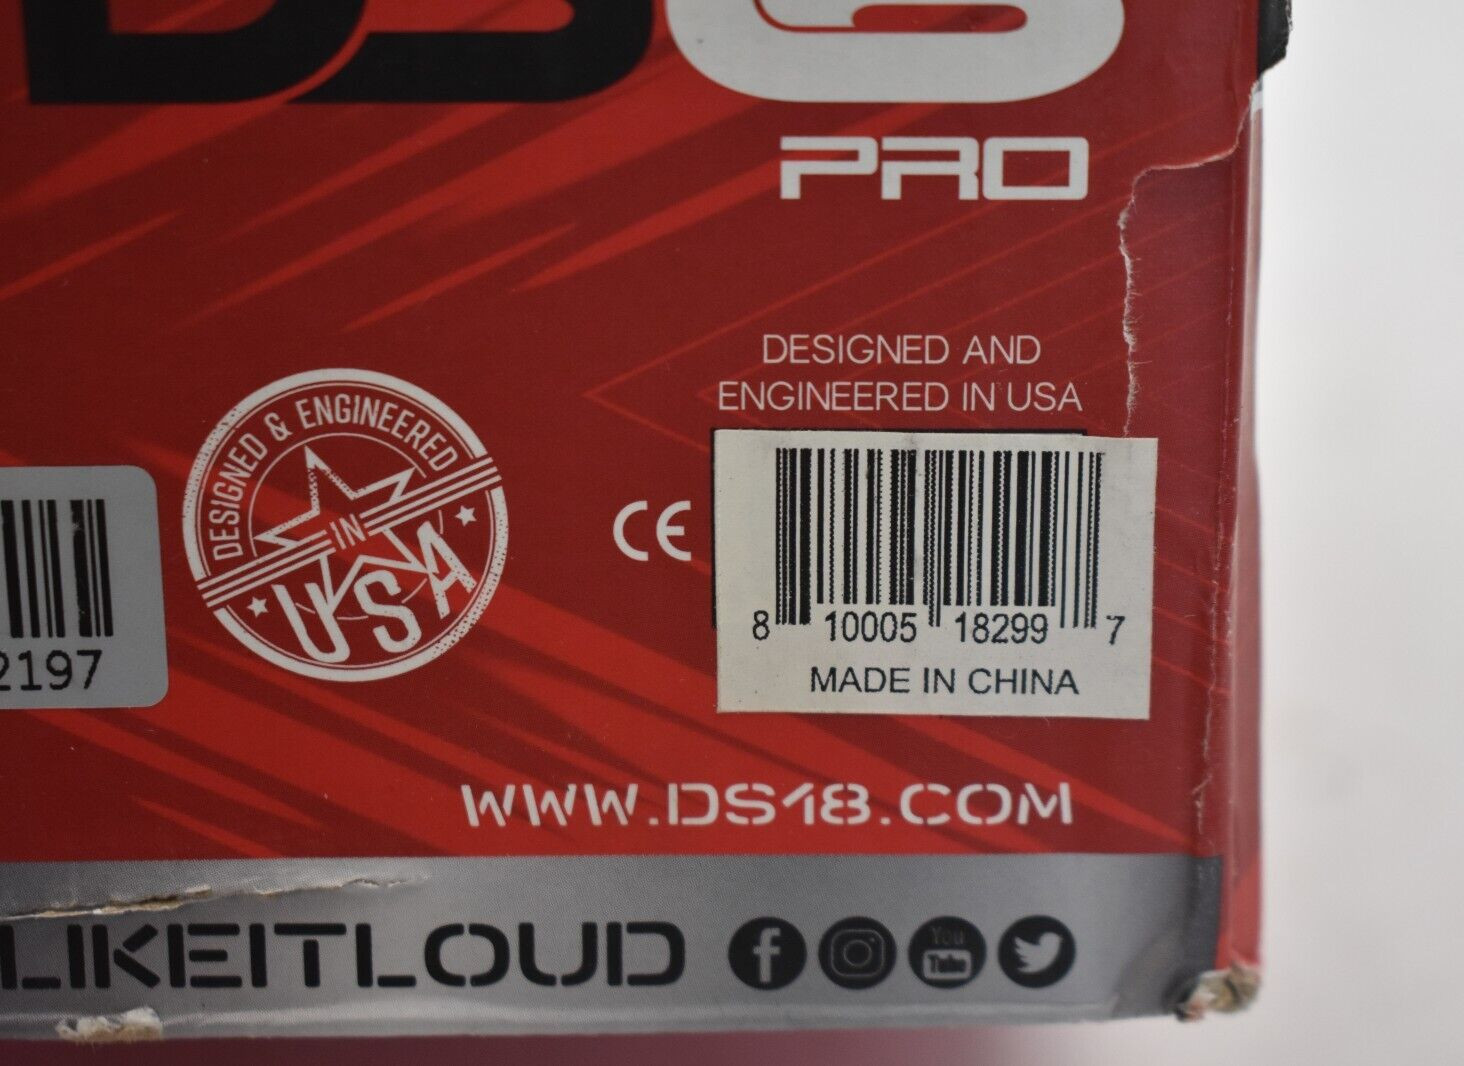 PRO
DESIGNED AND
ENGINEERED IN USA
DESIGNED & ENGINEERED
IN
USA
CE
8 10005 18299 7
MADE IN CHINA
2197
WWW.DS18.COM
LIKEITLOUD
f
You
Tube